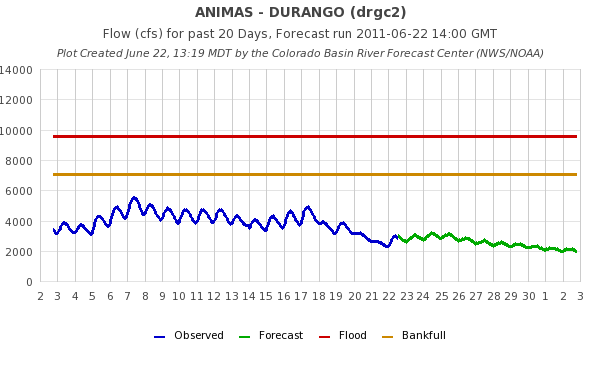 ANIMAS - DURANGO (drgc2)
Flow (cfs) for past 20 Days, Forecast run 2011-06-22 14:00 GMT
Plot Created June 22, 13:19 MDT by the Colorado Basin River Forecast Center (NWS/NOAA)
14000
12000
10000
8000
6000
4000
2000
0
2 3 4 5 6 7 8 9 10 11 12 13 14 15 16 17 18 19 20 21 22 23 24 25 26 27 28 29 30 1 2 3
Observed Forecast Flood Bankfull